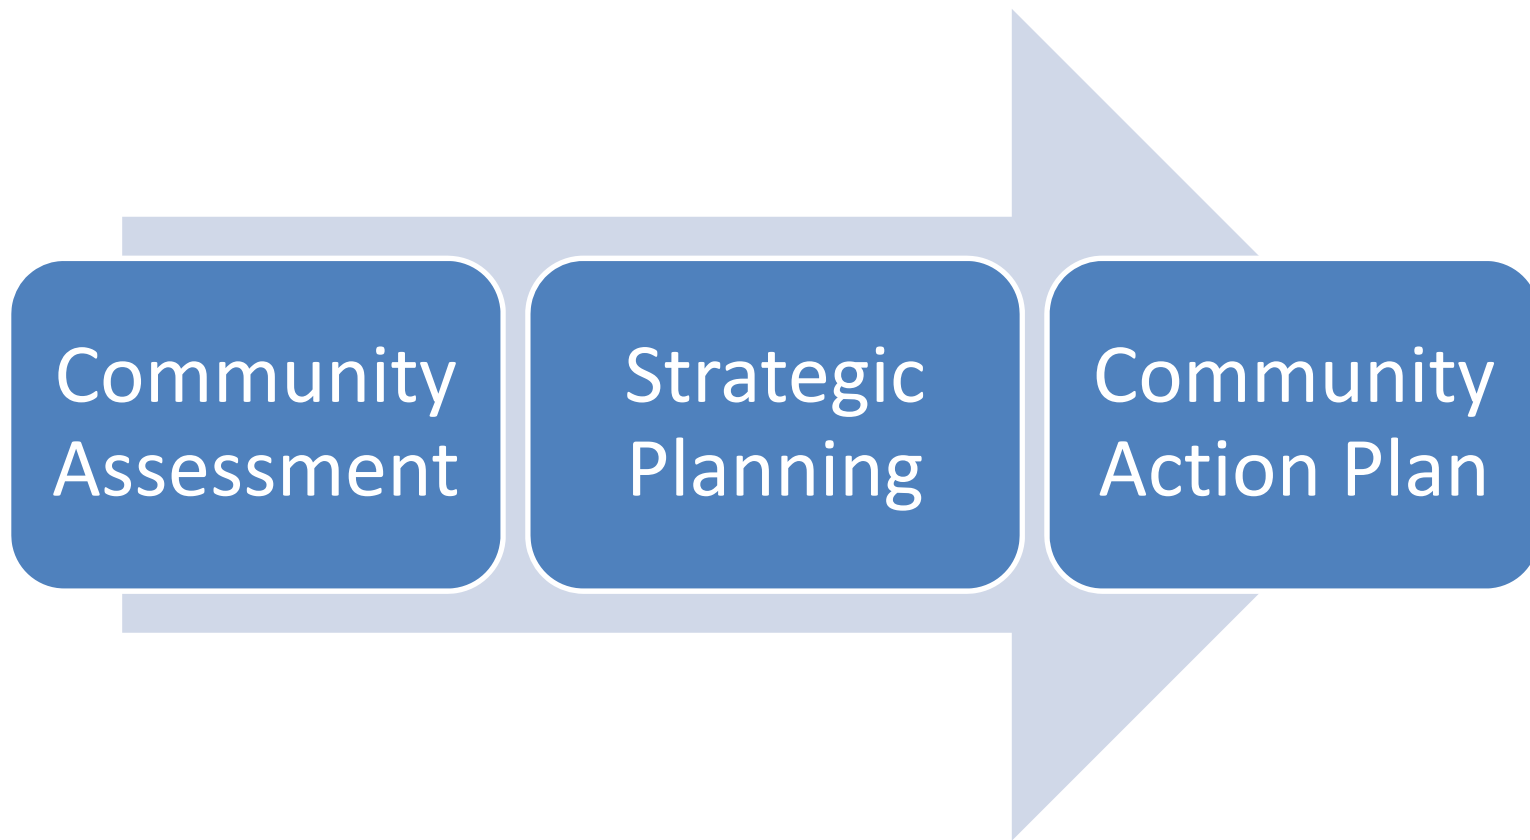 Community
Assessment
Strategic
Planning
Community
Action Plan